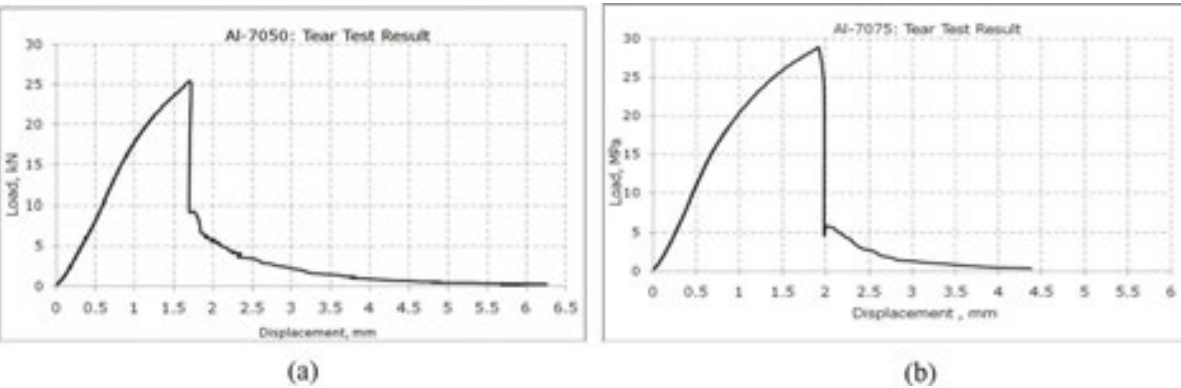 Al-7050: Tear Test Result
30
25
20
15
10
5
0
Load, kN
0 0.5 1 1.5 2 2.5 3 3.5 4 4.5 5 5.5 6 6.5
Displacement, mm
(a)
Al-7075: Tear Test Result
30
25
20
15
10
5
0
Load, MPa
0 0.5 1 1.5 2 2.5 3 3.5 4 4.5 5 5.5 6
Displacement , mm
(b)